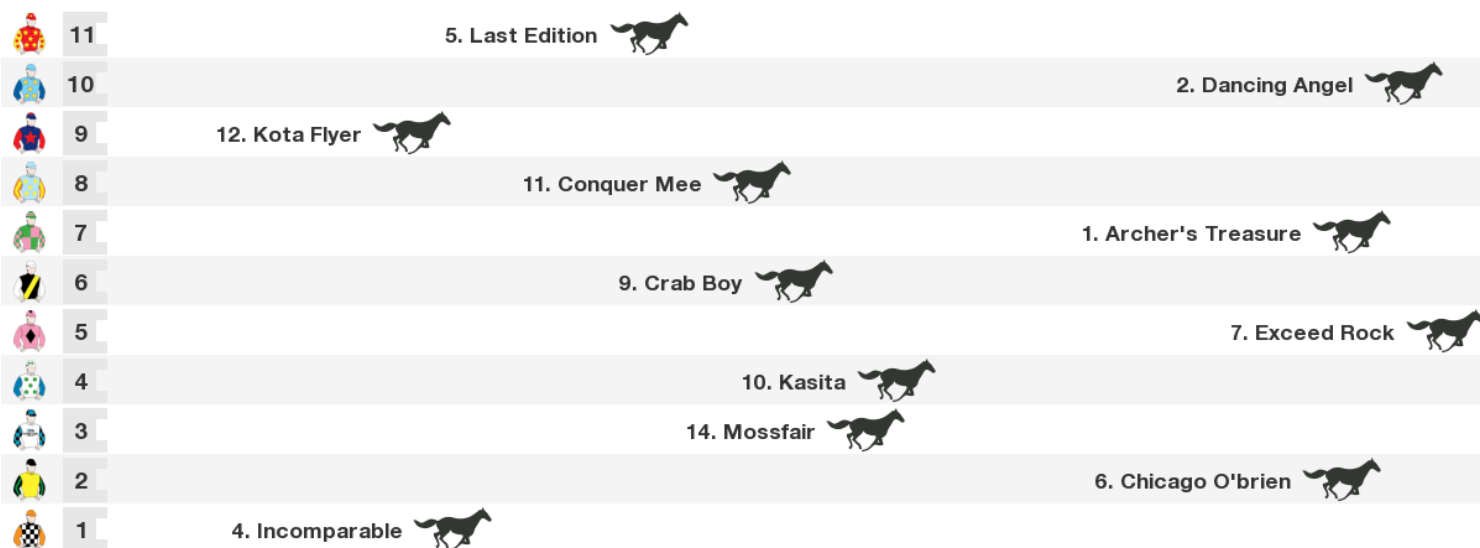 11 5. Last Edition
10 2. Dancing Angel
9 12. Kota Flyer
8 11. Conquer Mee
7 1. Archer's Treasure
6 9. Crab Boy
5 7. Exceed Rock
4 10. Kasita
3 14. Mossfair
2 6. Chicago O'brien
1 4. Incomparable